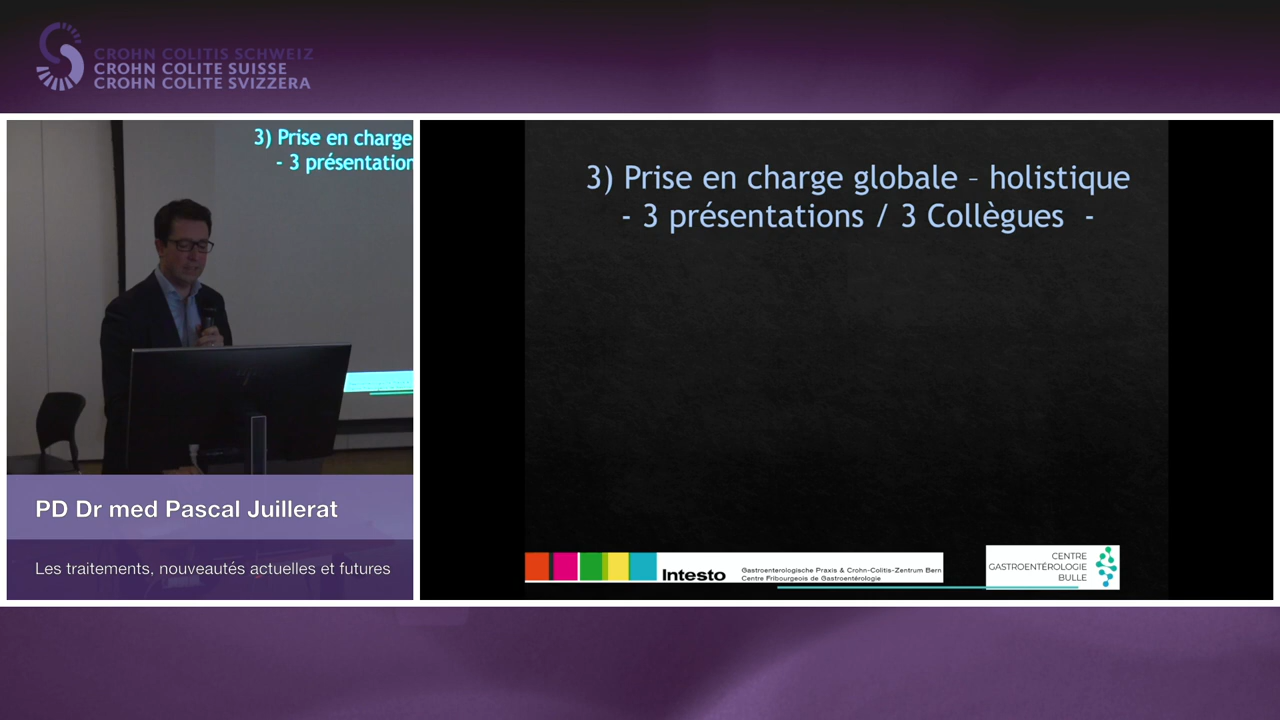 CROHN COLITIS SCHWEIZ
CROHN COLITE SUISSE
CROHN COLITE SVIZZERA
3) Prise en charge
- 3 présentation
3) Prise en charge globale – holistique
- 3 présentations / 3 Collègues -
PD Dr med Pascal Juillerat
Les traitements, nouveautés actuelles et futures
Intesto
Gastroenterologische Praxis & Crohn-Colitis-Zentrum Bern
Centre Fribourgeois de Gastroentérologie
CENTRE
GASTROENTÉROLOGIE
BULLE